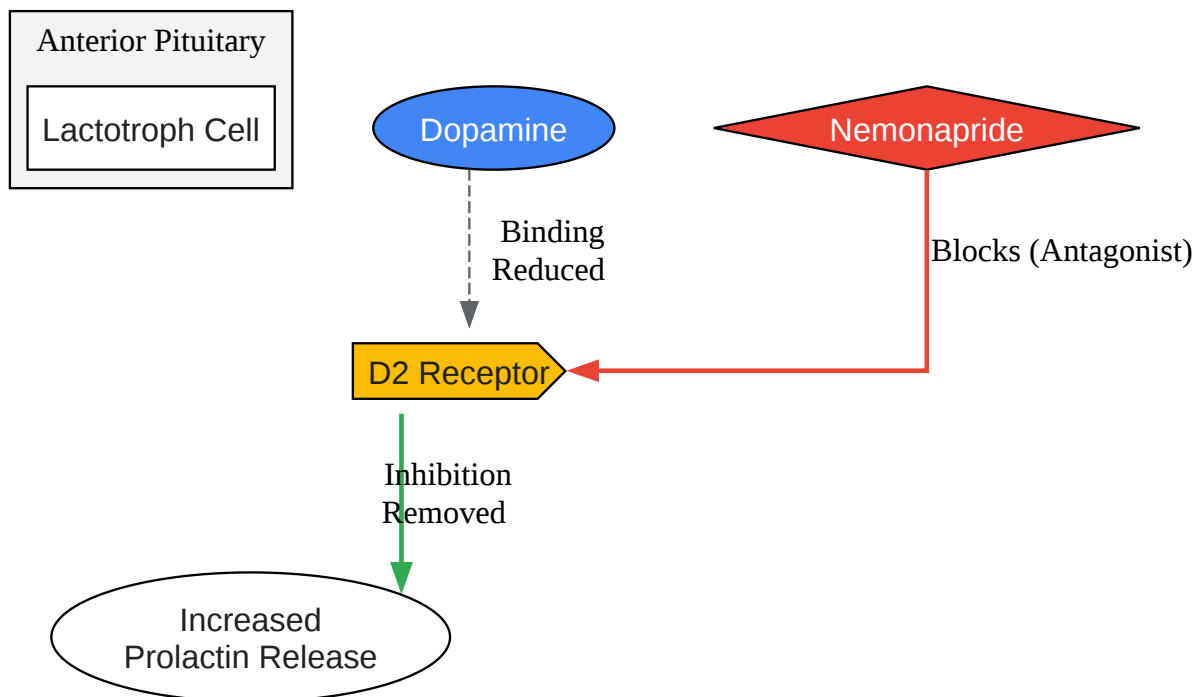 Anterior Pituitary
Lactotroph Cell
Dopamine
Nemonapride
Binding
Reduced
Blocks (Antagonist)
D2 Receptor
Inhibition
Removed
Increased
Prolactin Release